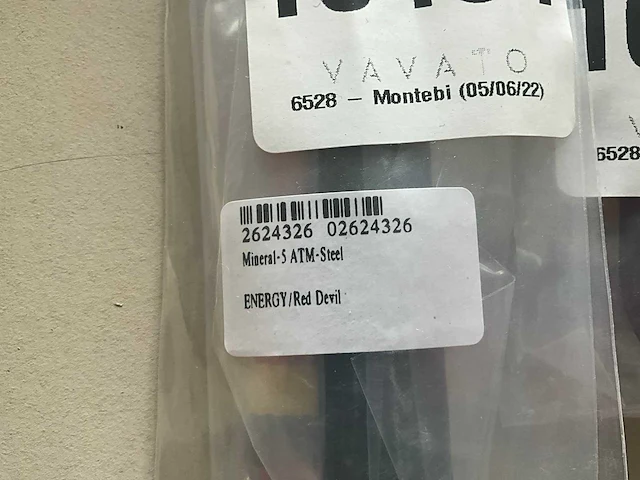 VAVATO
6528 – Montebi (05/06/22)
6528
2624326 02624326
Mineral-5 ATM-Steel
ENERGY/Red Devil